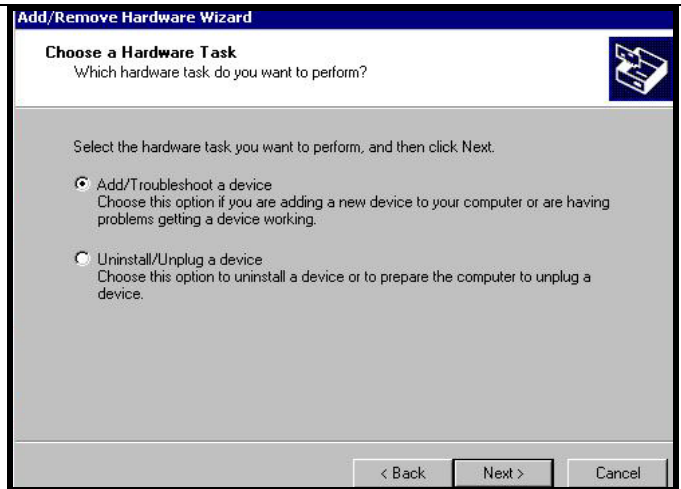 Add/Remove Hardware Wizard
Choose a Hardware Task
Which hardware task do you want to perform?
Select the hardware task you want to perform, and then click Next.
Add/Troubleshoot a device
Choose this option if you are adding a new device to your computer or are having
problems getting a device working.
Uninstall/Unplug a device
Choose this option to uninstall a device or to prepare the computer to unplug a
device.
< Back Next > Cancel